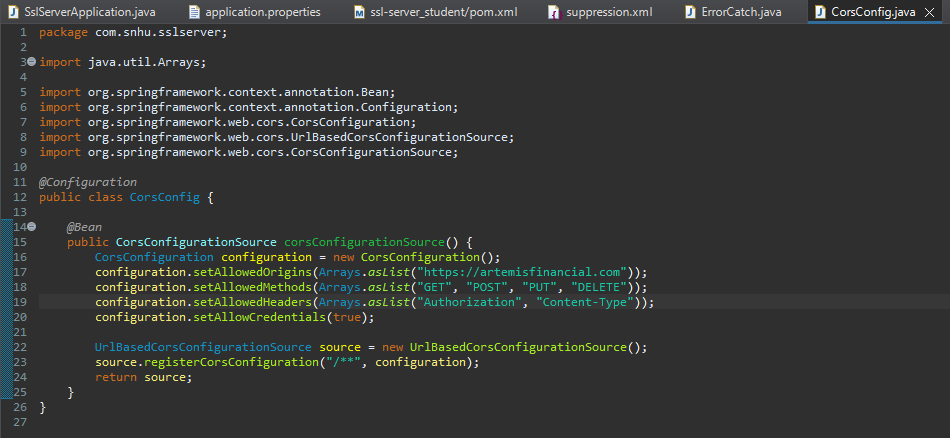 SslServerApplication.java application.properties ssl-server_student/pom.xml suppression.xml ErrorCatch.java CorsConfig.java
1 package com.snhu.sslserver;
2
3 import java.util.Arrays;
4
5 import org.springframework.context.annotation.Bean;
6 import org.springframework.context.annotation.Configuration;
7 import org.springframework.web.cors.CorsConfiguration;
8 import org.springframework.web.cors.UrlBasedCorsConfigurationSource;
9 import org.springframework.web.cors.CorsConfigurationSource;
10
11 @Configuration
12 public class CorsConfig {
13
14 @Bean
15 public CorsConfigurationSource corsConfigurationSource() {
16 CorsConfiguration configuration = new CorsConfiguration();
17 configuration.setAllowedOrigins(Arrays.asList("https://artemisfinancial.com"));
18 configuration.setAllowedMethods(Arrays.asList("GET", "POST", "PUT", "DELETE"));
19 configuration.setAllowedHeaders(Arrays.asList("Authorization", "Content-Type"));
20 configuration.setAllowCredentials(true);
21
22 UrlBasedCorsConfigurationSource source = new UrlBasedCorsConfigurationSource();
23 source.registerCorsConfiguration("/**", configuration);
24 return source;
25 }
26 }
27